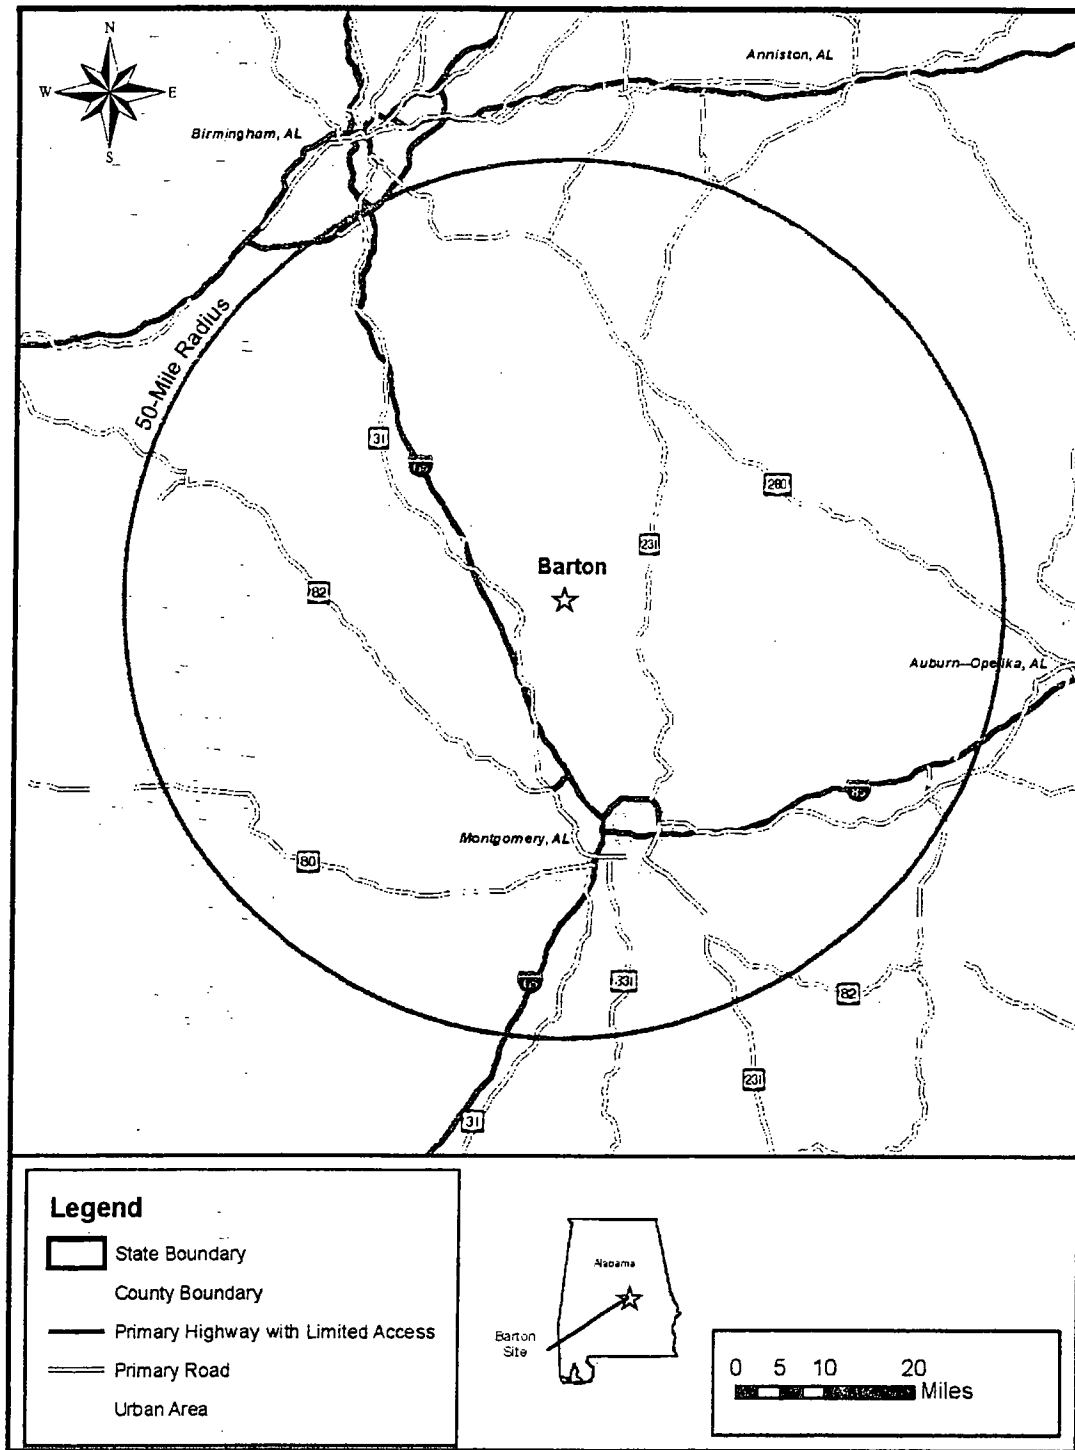 N
W E
S
Anniston, AL
Birmingham, AL
50-Mile Radius
31
280
231
Barton
82
Auburn–Opelika, AL
85
Montgomery, AL
80
331
82
231
31
Legend
State Boundary
County Boundary
Primary Highway with Limited Access
Primary Road
Urban Area
Alabama
Barton
Site
0 5 10 20
Miles